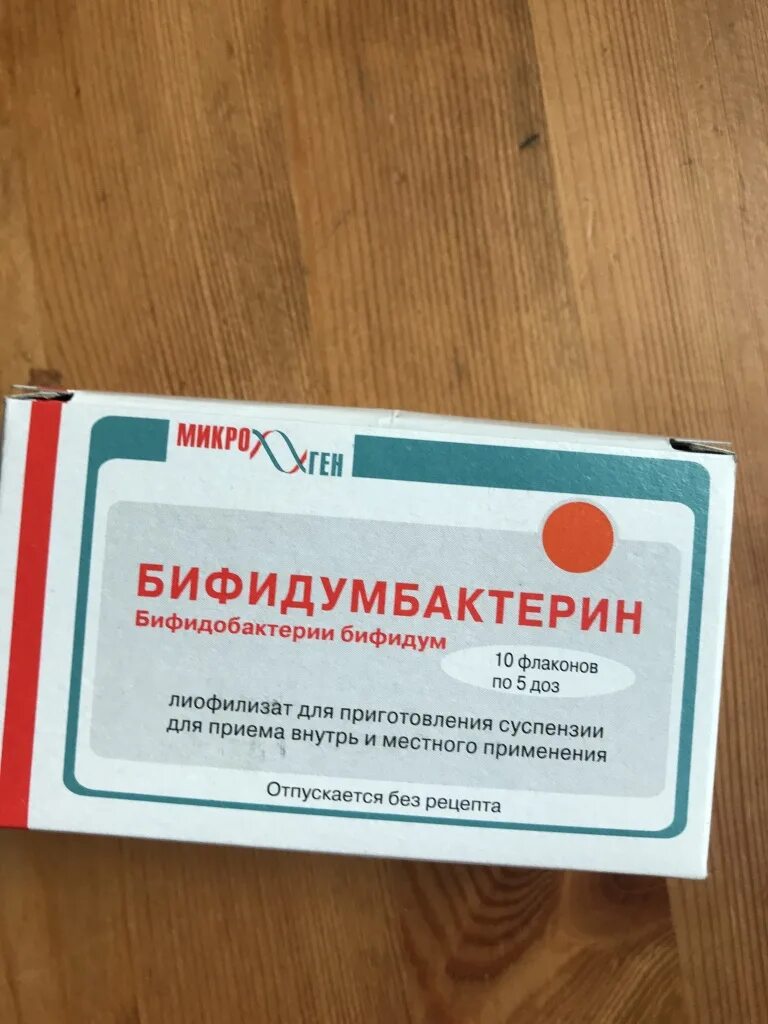 МИКРОГЕН
БИФИДУМБАКТЕРИН
Бифидобактерии бифидум
10 флаконов
по 5 доз
лиофилизат для приготовления суспензии
для приема внутрь и местного применения
Отпускается без рецепта